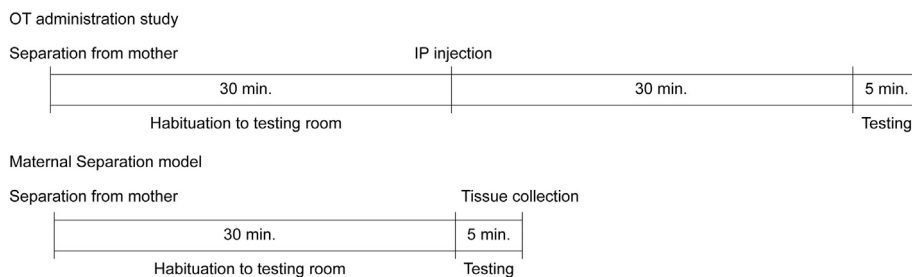 OT administration study
Separation from mother IP injection
30 min. 30 min. 5 min.
Habituation to testing room Testing
Maternal Separation model
Separation from mother Tissue collection
30 min. 5 min.
Habituation to testing room Testing